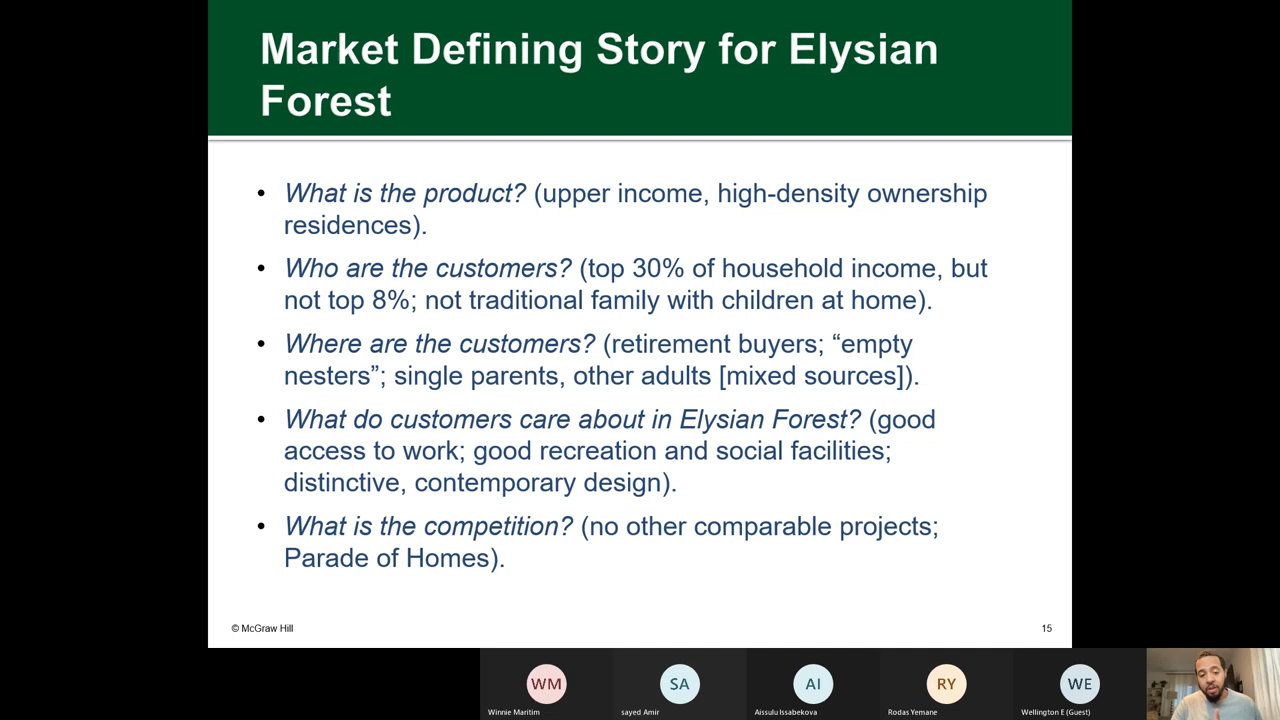 Market Defining Story for Elysian
Forest
• What is the product? (upper income, high-density ownership
residences).
• Who are the customers? (top 30% of household income, but
not top 8%; not traditional family with children at home).
• Where are the customers? (retirement buyers; “empty
nesters”; single parents, other adults [mixed sources]).
• What do customers care about in Elysian Forest? (good
access to work; good recreation and social facilities;
distinctive, contemporary design).
• What is the competition? (no other comparable projects;
Parade of Homes).
© McGraw Hill
15
WM
SA
AI
RY
WE
Winnie Maritim
sayed Amir
Aissulu Issabekova
Rodas Yemane
Wellington E (Guest)